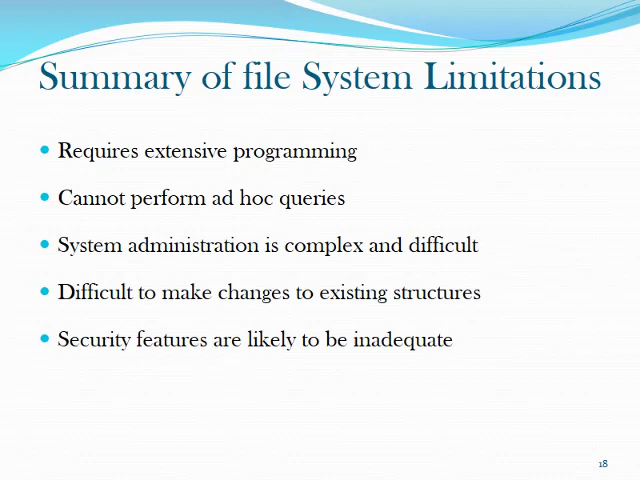 Summary of file System Limitations
• Requires extensive programming
• Cannot perform ad hoc queries
• System administration is complex and difficult
• Difficult to make changes to existing structures
• Security features are likely to be inadequate
18